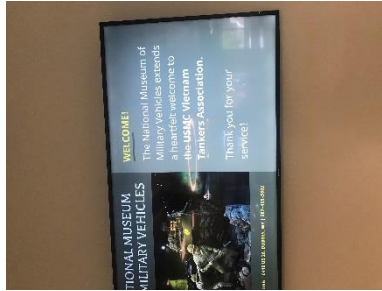 TIONAL MUSEUM
MILITARY VEHICLES
WELCOME!
The National Museum of
Military Vehicles extends
a heartfelt welcome to
the USMC Vietnam
Tankers Association.
Thank you for your
service!